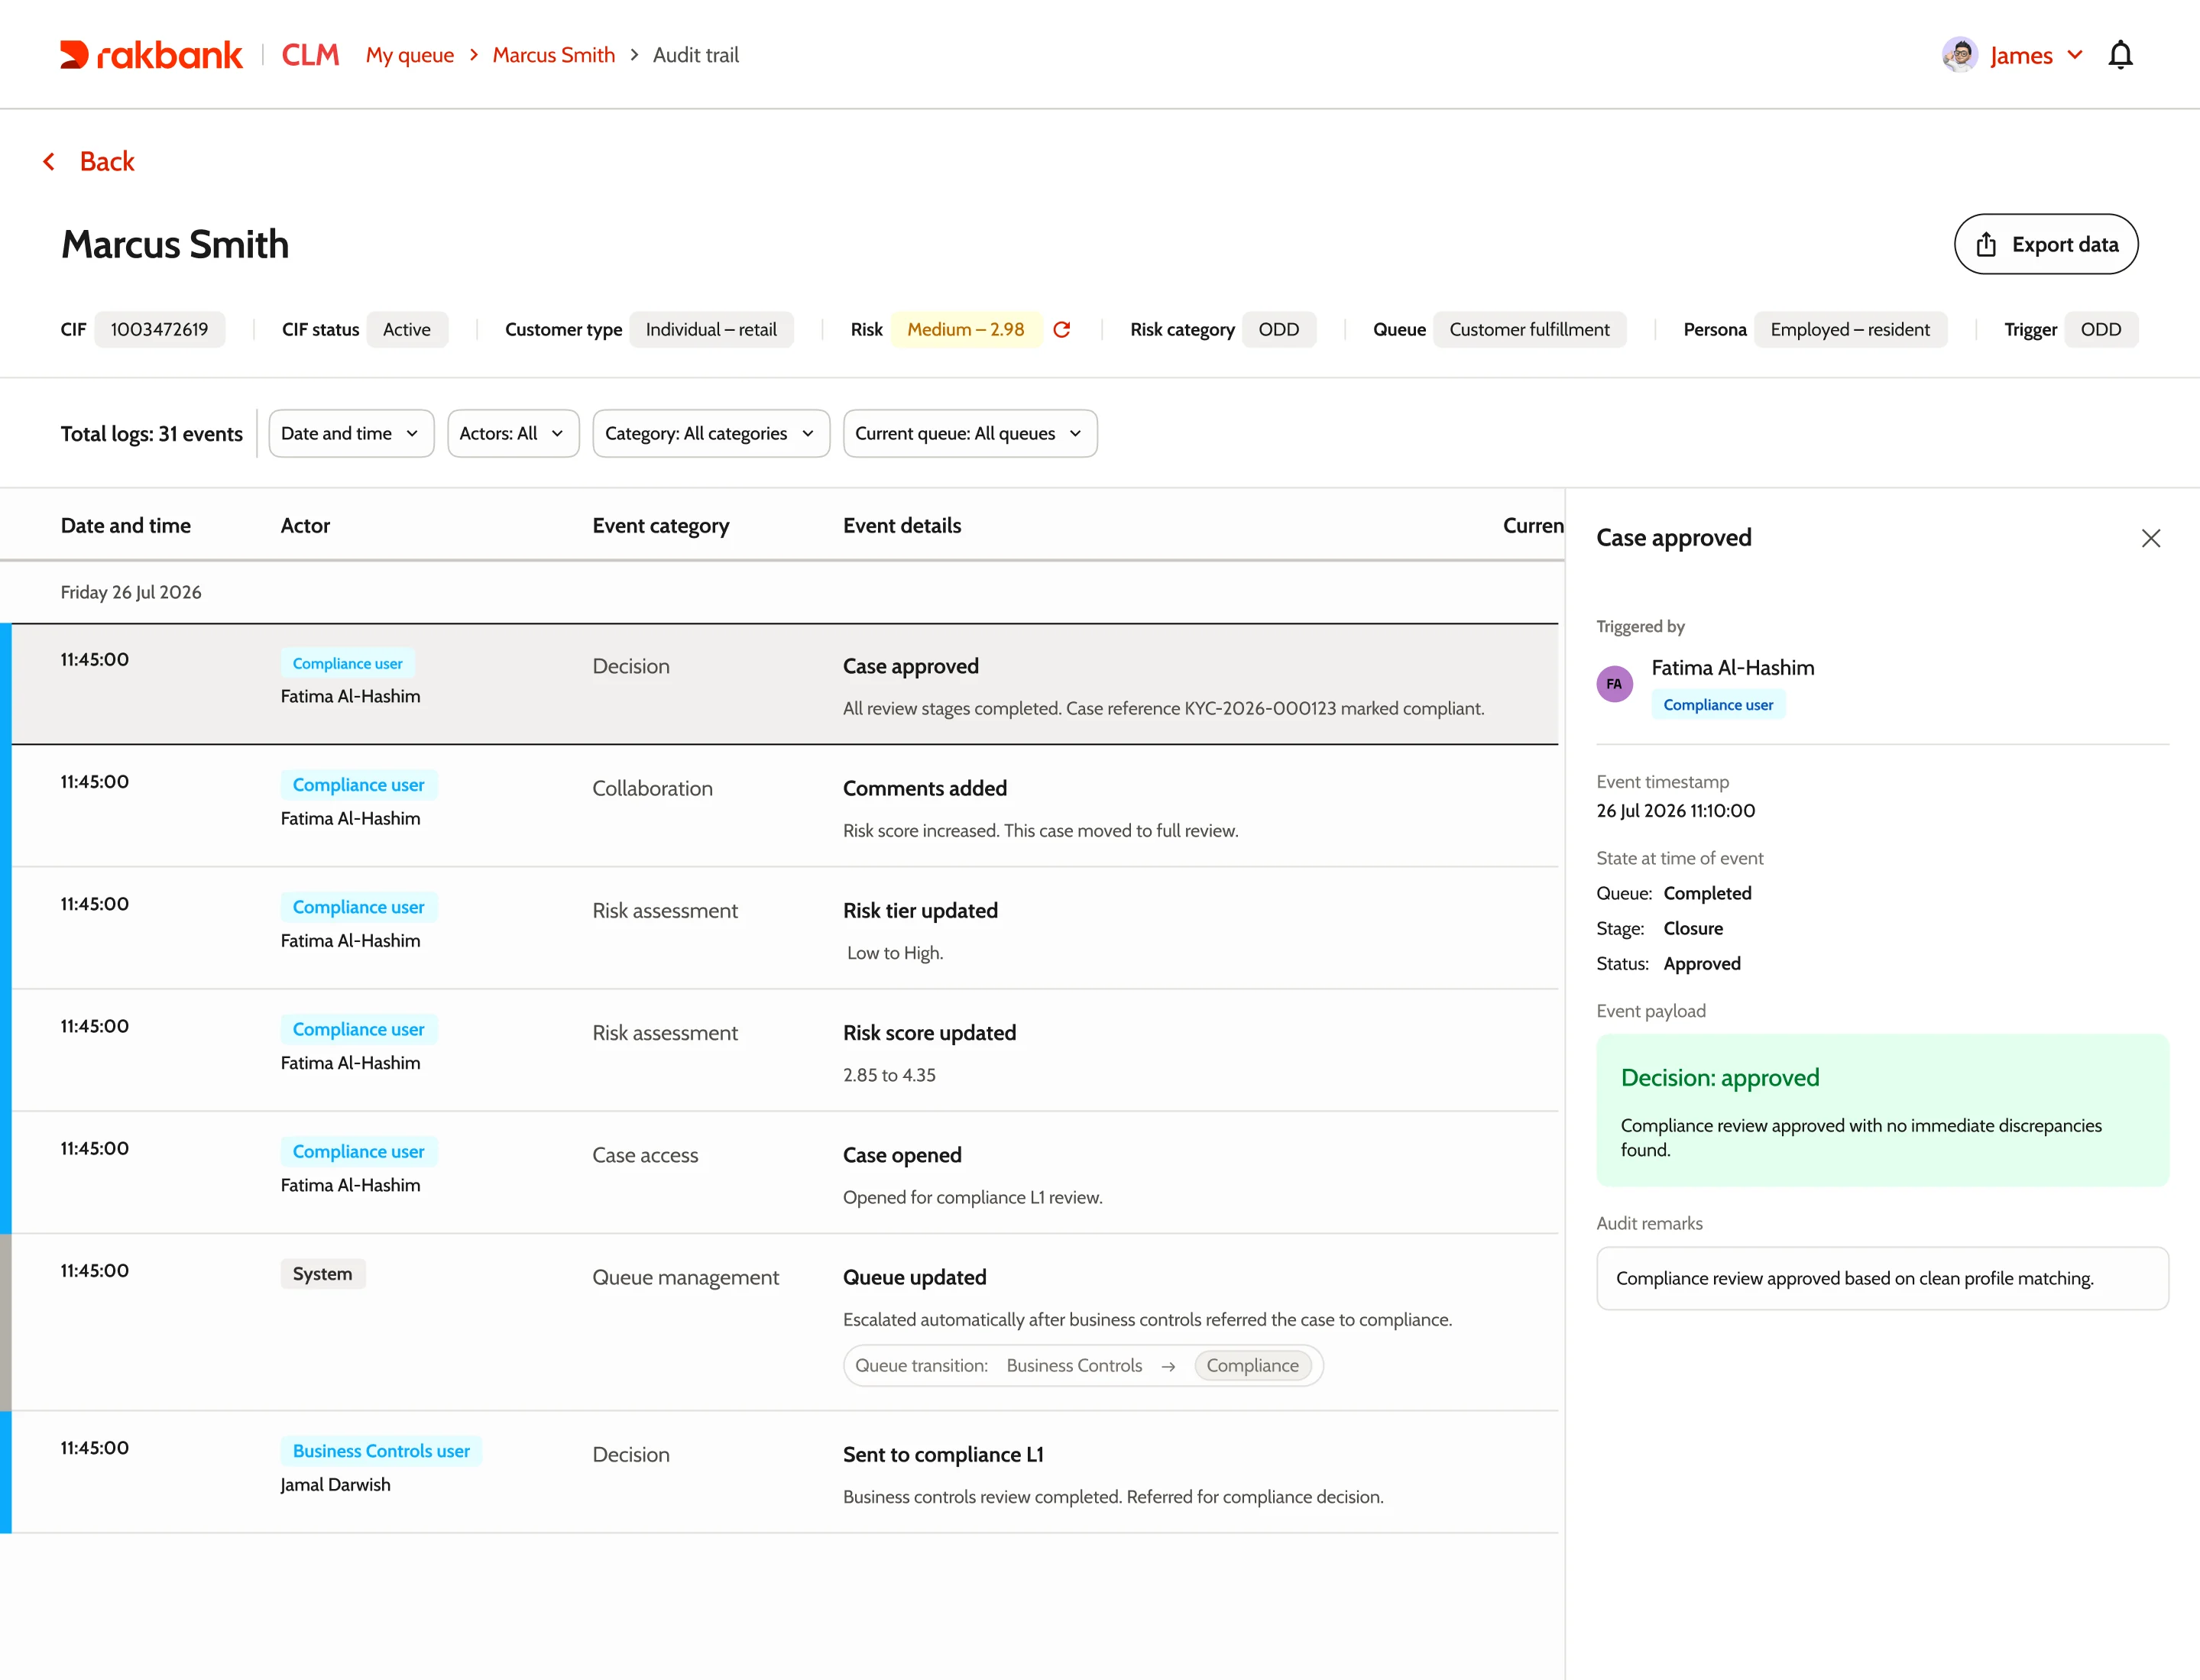 rakbank CLM My queue Marcus Smith Audit trail James
Back
Marcus Smith
Export data
CIF 1003472619 CIF status Active Customer type Individual – retail Risk Medium – 2.98 Risk category ODD Queue Customer fulfillment Persona Employed – resident Trigger ODD
Total logs: 31 events Date and time Actors: All Category: All categories Current queue: All queues
Date and time Actor Event category Event details Curren
Friday 26 Jul 2026
11:45:00 Compliance user Decision Case approved
Fatima Al-Hashim
All review stages completed. Case reference KYC-2026-000123 marked compliant.
11:45:00 Compliance user Collaboration Comments added
Fatima Al-Hashim
Risk score increased. This case moved to full review.
11:45:00 Compliance user Risk assessment Risk tier updated
Fatima Al-Hashim
Low to High.
11:45:00 Compliance user Risk assessment Risk score updated
Fatima Al-Hashim
2.85 to 4.35
11:45:00 Compliance user Case access Case opened
Fatima Al-Hashim
Opened for compliance L1 review.
11:45:00 System Queue management Queue updated
Escalated automatically after business controls referred the case to compliance.
Queue transition: Business Controls → Compliance
11:45:00 Business Controls user Decision Sent to compliance L1
Jamal Darwish
Business controls review completed. Referred for compliance decision.
Case approved
Triggered by
FA Fatima Al-Hashim
Compliance user
Event timestamp
26 Jul 2026 11:10:00
State at time of event
Queue: Completed
Stage: Closure
Status: Approved
Event payload
Decision: approved
Compliance review approved with no immediate discrepancies
found.
Audit remarks
Compliance review approved based on clean profile matching.